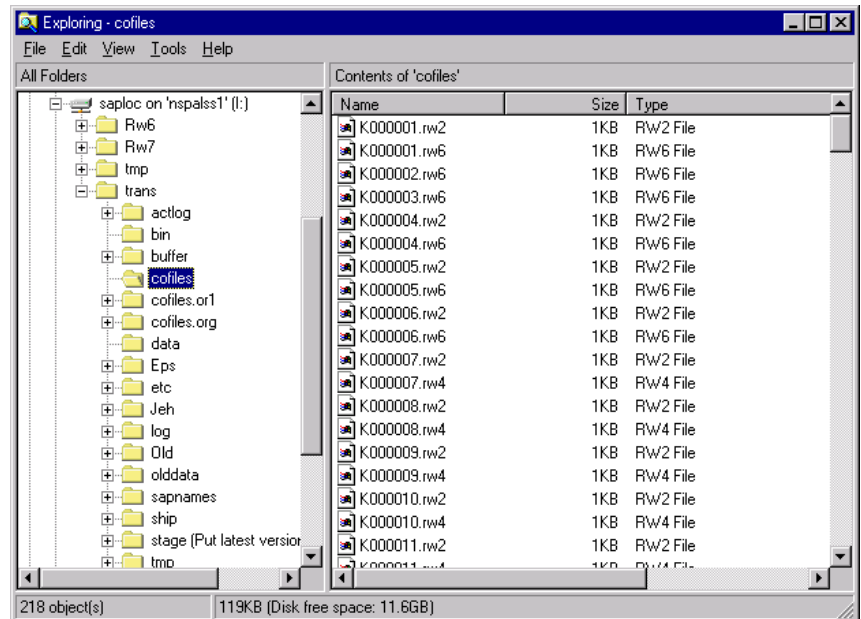 Exploring - cofiles
File Edit View Tools Help
All Folders
saploc on 'nspalss1' (I:)
Rw6
Rw7
tmp
trans
actlog
bin
buffer
cofiles
cofiles.or1
cofiles.org
data
Eps
etc
Jeh
log
Old
olddata
sapnames
ship
stage (Put latest version
tmp
Contents of 'cofiles'
Name Size Type
K000001.rw2 1KB RW2 File
K000001.rw6 1KB RW6 File
K000002.rw6 1KB RW6 File
K000003.rw6 1KB RW6 File
K000004.rw2 1KB RW2 File
K000004.rw6 1KB RW6 File
K000005.rw2 1KB RW2 File
K000005.rw6 1KB RW6 File
K000006.rw2 1KB RW2 File
K000006.rw6 1KB RW6 File
K000007.rw2 1KB RW2 File
K000007.rw4 1KB RW4 File
K000008.rw2 1KB RW2 File
K000008.rw4 1KB RW4 File
K000009.rw2 1KB RW2 File
K000009.rw4 1KB RW4 File
K000010.rw2 1KB RW2 File
K000010.rw4 1KB RW4 File
K000011.rw2 1KB RW2 File
K000011.rw4 1KB RW4 File
218 object(s) 119KB (Disk free space: 11.6GB)